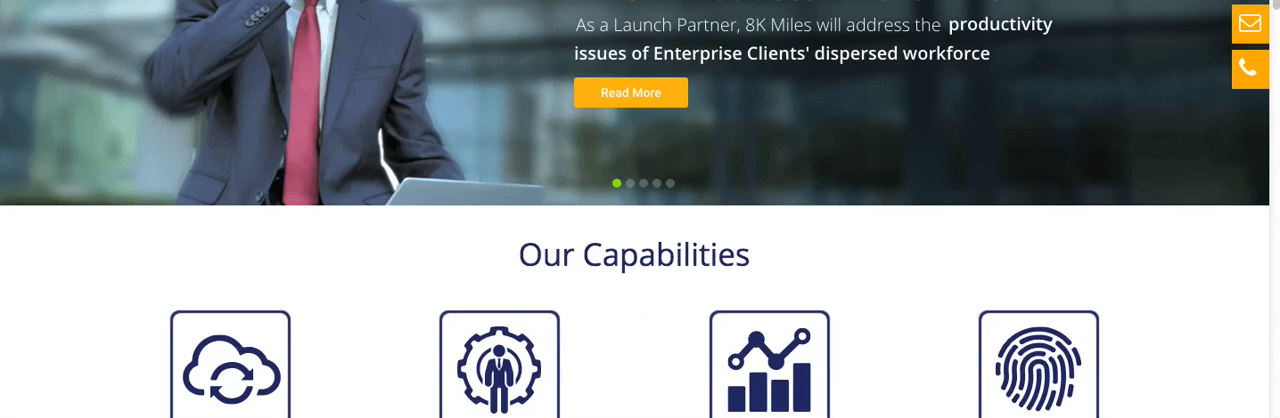 As a Launch Partner, 8K Miles will address the productivity
issues of Enterprise Clients' dispersed workforce
Read More
Our Capabilities